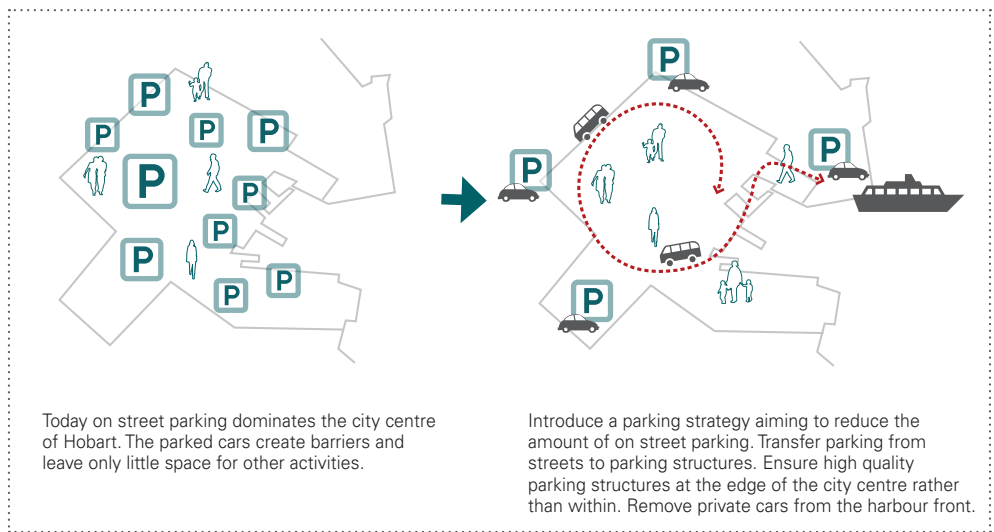 P
P
P
P
P
P
P
P
P
P
P
P
P
P
Today on street parking dominates the city centre
of Hobart. The parked cars create barriers and
leave only little space for other activities.
Introduce a parking strategy aiming to reduce the
amount of on street parking. Transfer parking from
streets to parking structures. Ensure high quality
parking structures at the edge of the city centre rather
than within. Remove private cars from the harbour front.